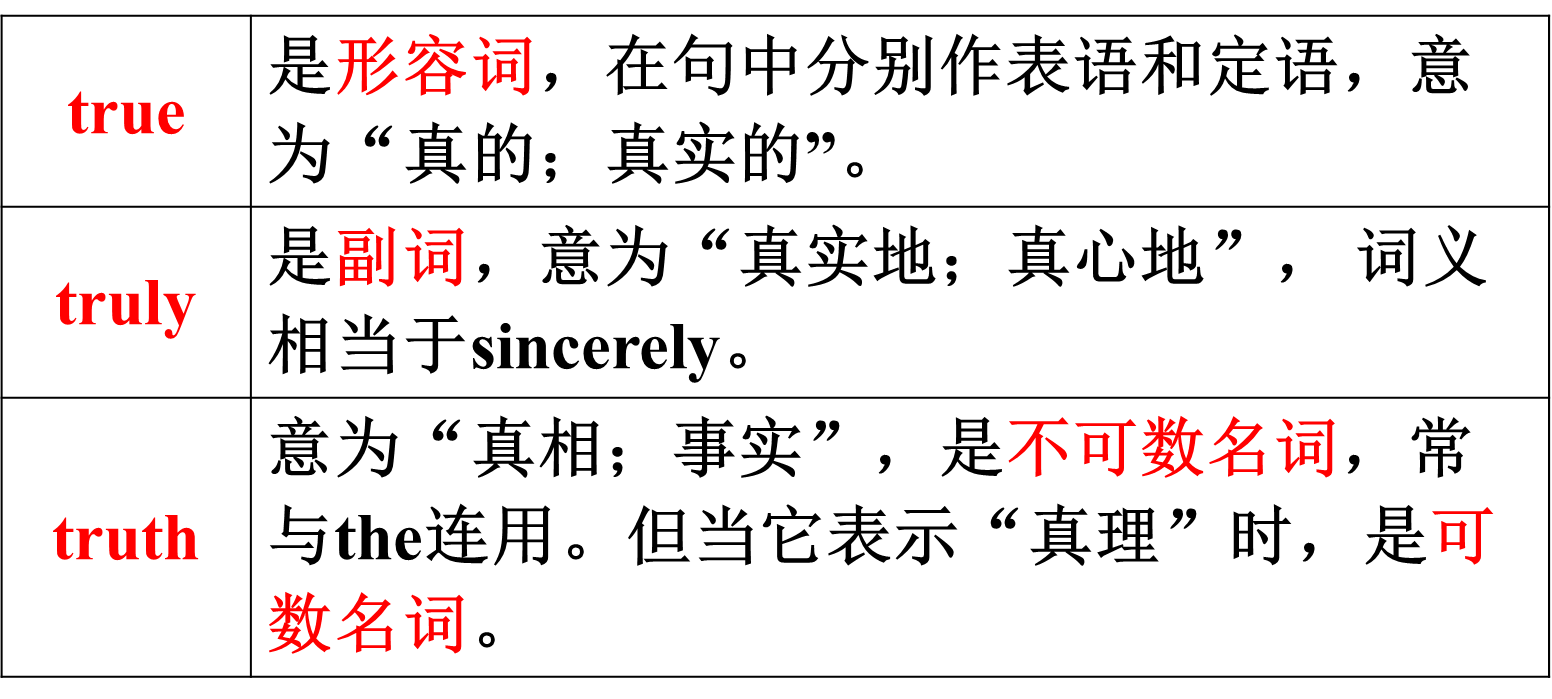 true
是形容词，在句中分别作表语和定语，意
为“真的；真实的”。
truly
是副词，意为“真实地；真心地”， 词义
相当于sincerely。
truth
意为“真相；事实”，是不可数名词，常
与the连用。但当它表示“真理”时，是可
数名词。